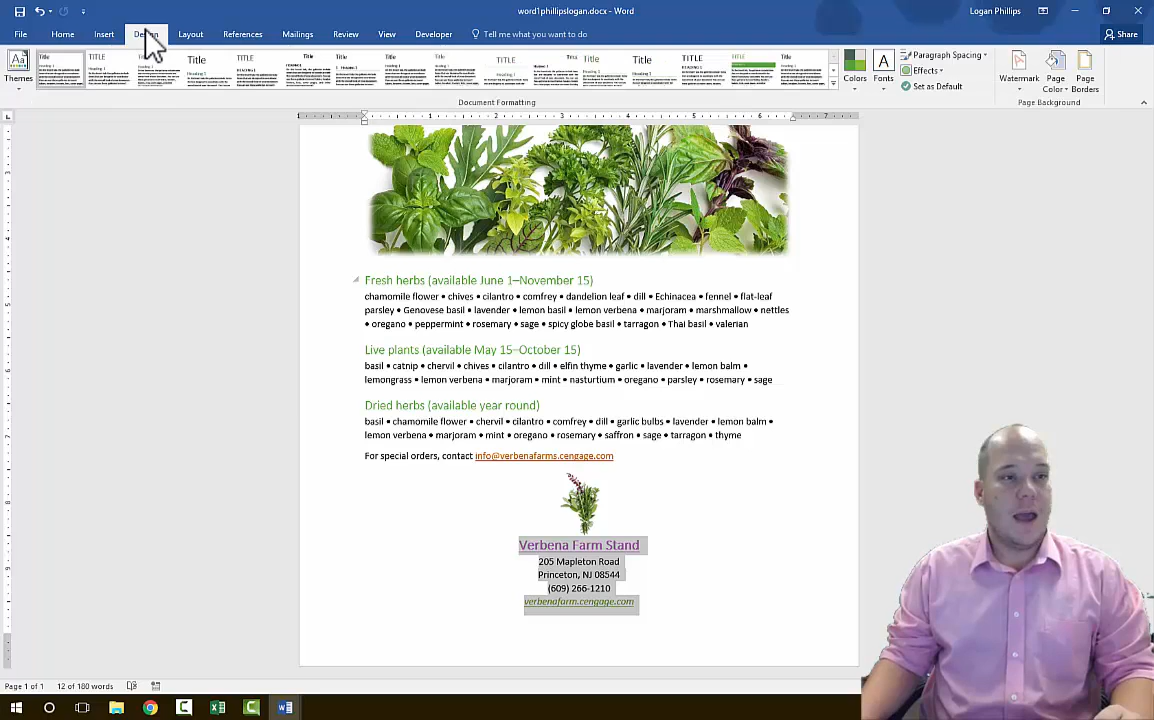 word1phillipslogan.docx - Word
Logan Phillips
File Home Insert Design Layout References Mailings Review View Developer Tell me what you want to do
Share
Themes
Colors
Fonts
Paragraph Spacing
Effects
Set as Default
Watermark
Page Color
Page Borders
Document Formatting
Page Background
Fresh herbs (available June 1–November 15)
chamomile flower • chives • cilantro • comfrey • dandelion leaf • dill • Echinacea • fennel • flat-leaf
parsley • Genovese basil • lavender • lemon basil • lemon verbena • marjoram • marshmallow • nettles
• oregano • peppermint • rosemary • sage • spicy globe basil • tarragon • Thai basil • valerian
Live plants (available May 15–October 15)
basil • catnip • chervil • chives • cilantro • dill • elfin thyme • garlic • lavender • lemon balm •
lemongrass • lemon verbena • marjoram • mint • nasturtium • oregano • parsley • rosemary • sage
Dried herbs (available year round)
basil • chamomile flower • chervil • cilantro • comfrey • dill • garlic bulbs • lavender • lemon balm •
lemon verbena • marjoram • mint • oregano • rosemary • saffron • sage • tarragon • thyme
For special orders, contact info@verbenafarms.cengage.com
Verbena Farm Stand
205 Mapleton Road
Princeton, NJ 08544
(609) 266-1210
verbenafarm.cengage.com
Page 1 of 1 12 of 180 words